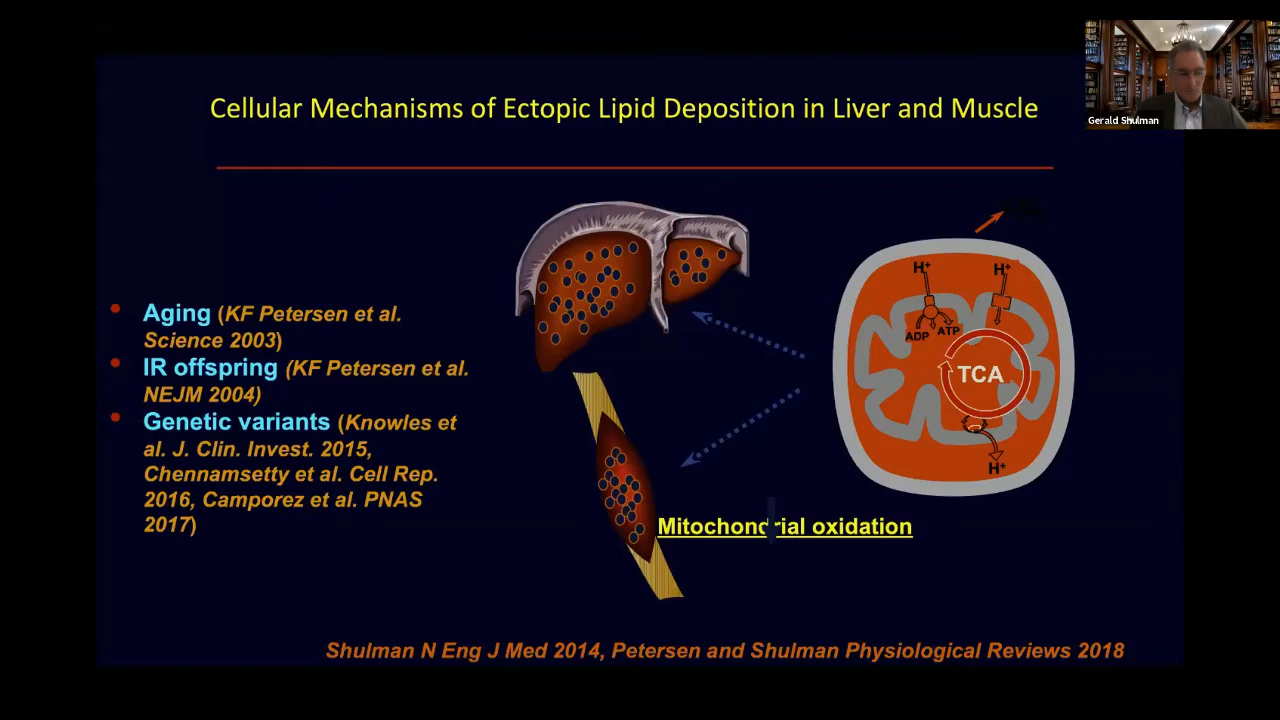 Gerald Shulman
Cellular Mechanisms of Ectopic Lipid Deposition in Liver and Muscle
• Aging (KF Petersen et al.
Science 2003)
• IR offspring (KF Petersen et al.
NEJM 2004)
• Genetic variants (Knowles et
al. J. Clin. Invest. 2015,
Chennamsetty et al. Cell Rep.
2016, Camporez et al. PNAS
2017)
H+
H+
ADP
ATP
TCA
H+
Mitochondrial oxidation
Shulman N Eng J Med 2014, Petersen and Shulman Physiological Reviews 2018